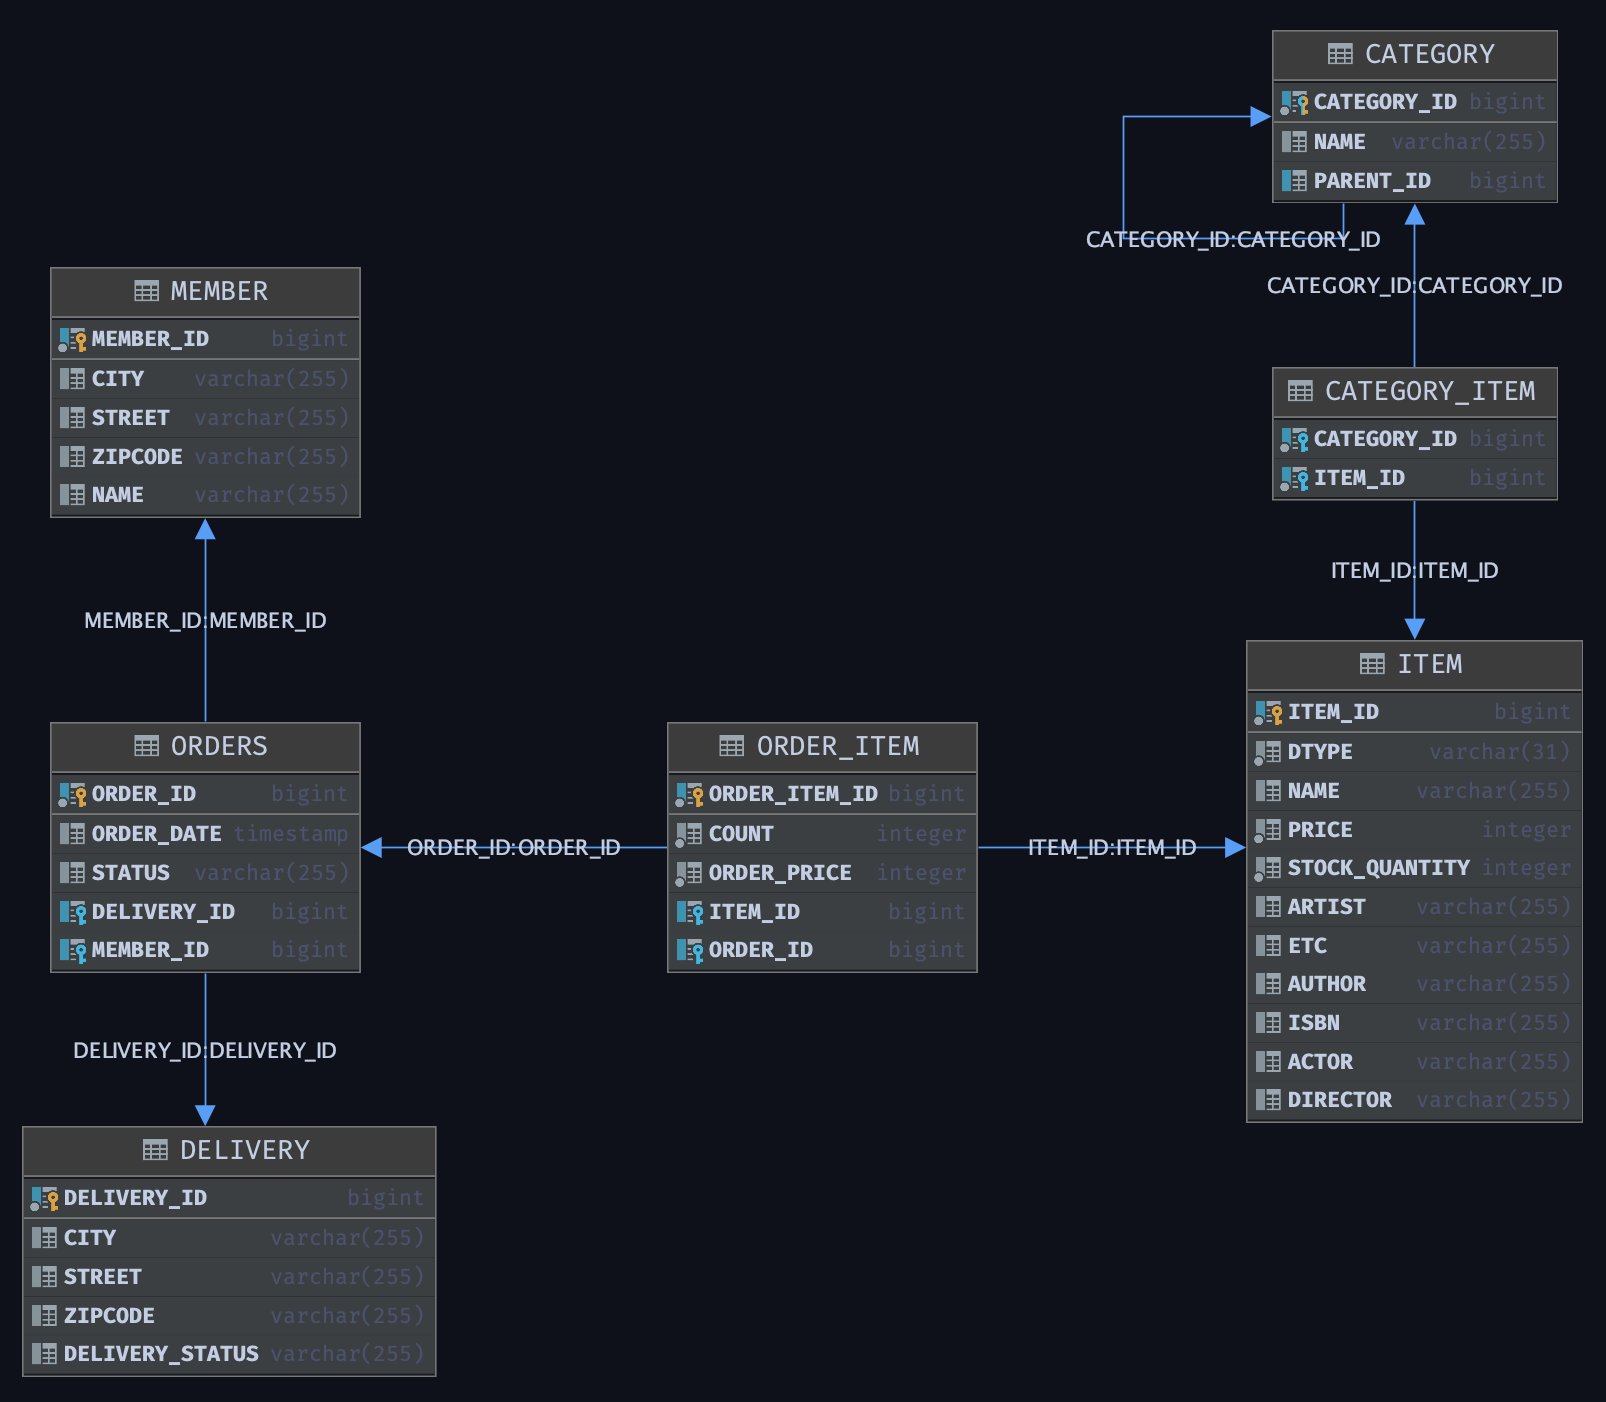 CATEGORY
CATEGORY_ID bigint
NAME varchar(255)
PARENT_ID bigint
CATEGORY_ID:CATEGORY_ID
CATEGORY_ID:CATEGORY_ID
MEMBER
MEMBER_ID bigint
CITY varchar(255)
STREET varchar(255)
ZIPCODE varchar(255)
NAME varchar(255)
CATEGORY_ITEM
CATEGORY_ID bigint
ITEM_ID bigint
ITEM_ID:ITEM_ID
MEMBER_ID:MEMBER_ID
ORDERS
ORDER_ID bigint
ORDER_DATE timestamp
STATUS varchar(255)
DELIVERY_ID bigint
MEMBER_ID bigint
ORDER_ID:ORDER_ID
ORDER_ITEM
ORDER_ITEM_ID bigint
COUNT integer
ORDER_PRICE integer
ITEM_ID bigint
ORDER_ID bigint
ITEM_ID:ITEM_ID
ITEM
ITEM_ID bigint
DTYPE varchar(31)
NAME varchar(255)
PRICE integer
STOCK_QUANTITY integer
ARTIST varchar(255)
ETC varchar(255)
AUTHOR varchar(255)
ISBN varchar(255)
ACTOR varchar(255)
DIRECTOR varchar(255)
DELIVERY_ID:DELIVERY_ID
DELIVERY
DELIVERY_ID bigint
CITY varchar(255)
STREET varchar(255)
ZIPCODE varchar(255)
DELIVERY_STATUS varchar(255)